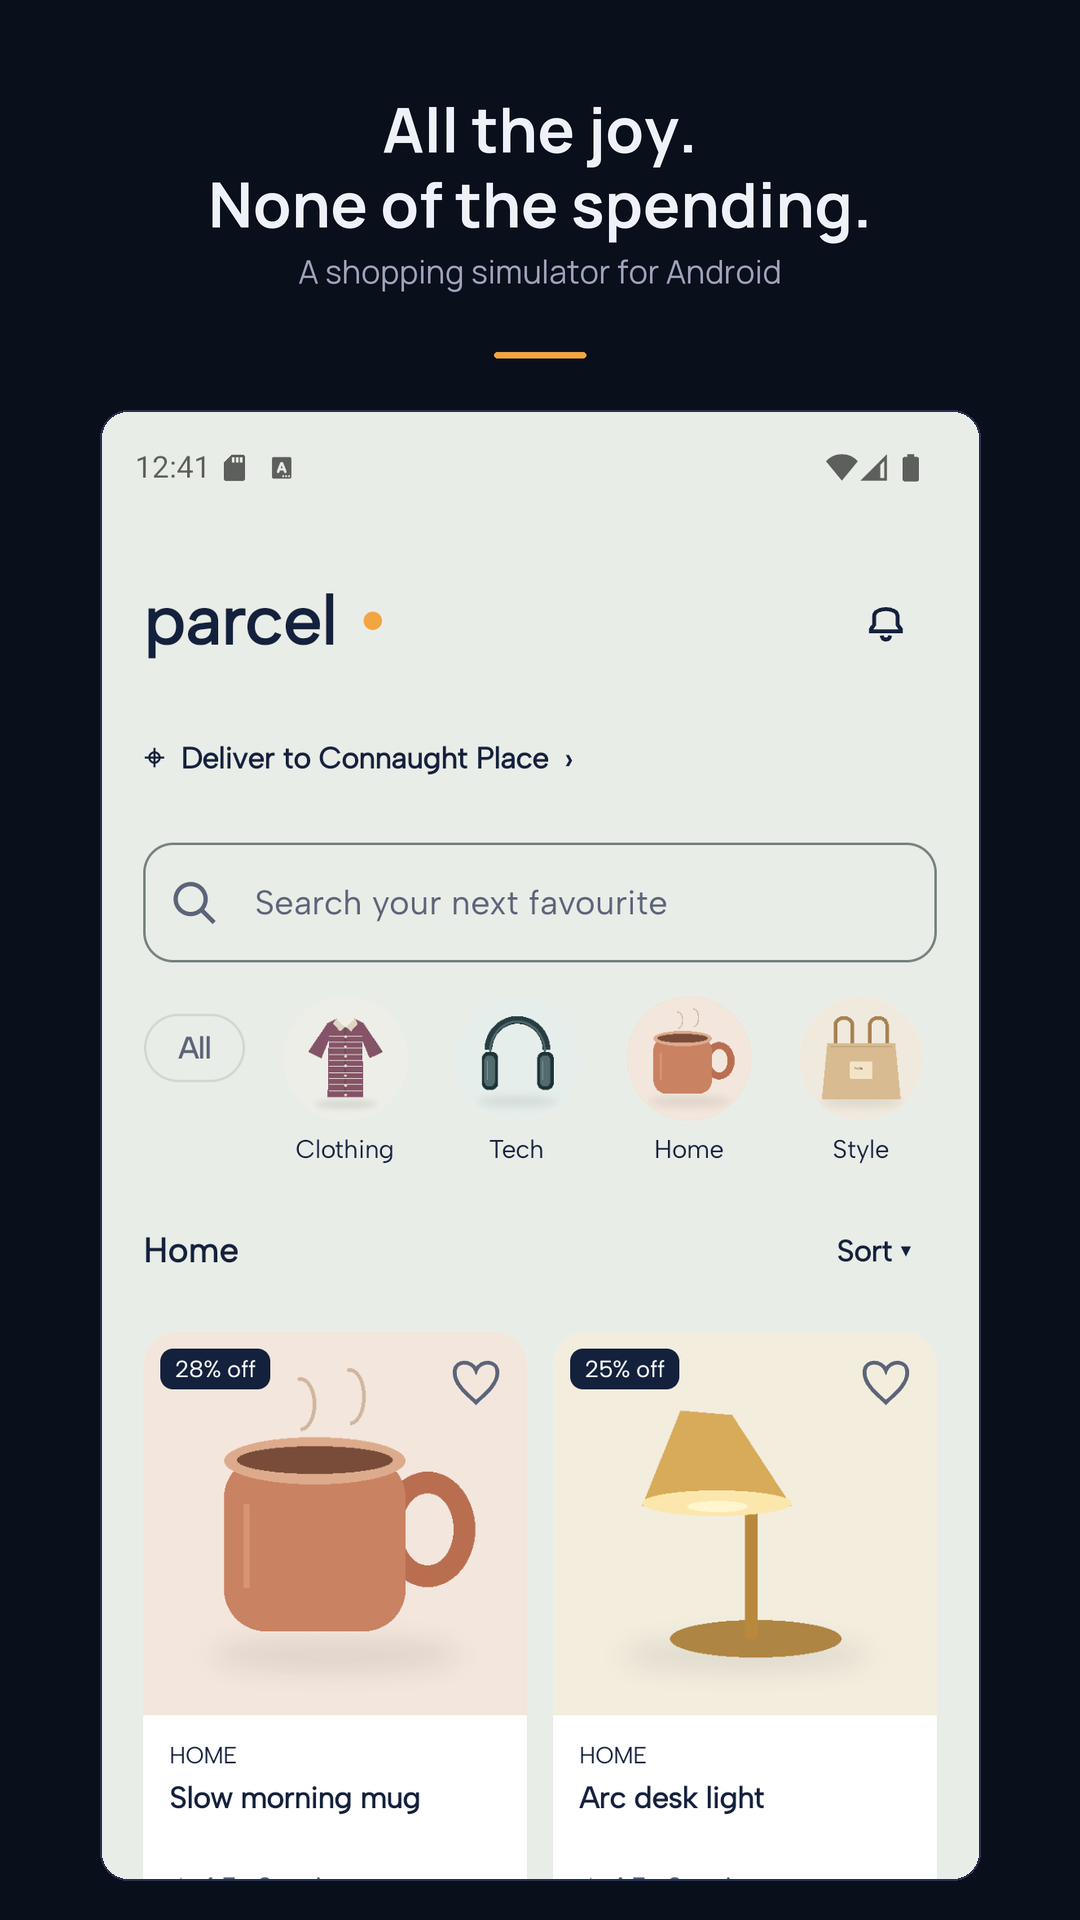 All the joy.
None of the spending.
A shopping simulator for Android
12:41
parcel
Deliver to Connaught Place ›
Search your next favourite
All
Clothing
Tech
Home
Style
Home
Sort ▾
28% off
25% off
HOME
Slow morning mug
HOME
Arc desk light